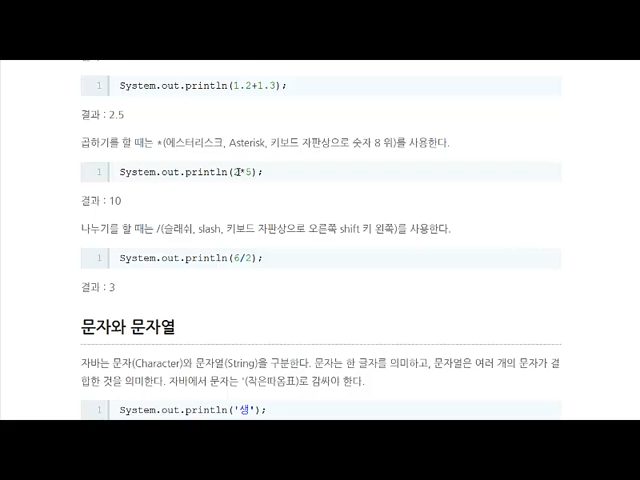 1 System.out.println(1.2+1.3);
결과 : 2.5
곱하기를 할 때는 *(에스터리스크, Asterisk, 키보드 자판상으로 숫자 8 위)를 사용한다.
1 System.out.println(2*5);
결과 : 10
나누기를 할 때는 /(슬래쉬, slash, 키보드 자판상으로 오른쪽 shift 키 왼쪽)를 사용한다.
1 System.out.println(6/2);
결과 : 3
문자와 문자열
자바는 문자(Character)와 문자열(String)을 구분한다. 문자는 한 글자를 의미하고, 문자열은 여러 개의 문자가 결
합한 것을 의미한다. 자바에서 문자는 '(작은따옴표)로 감싸야 한다.
1 System.out.println('생');